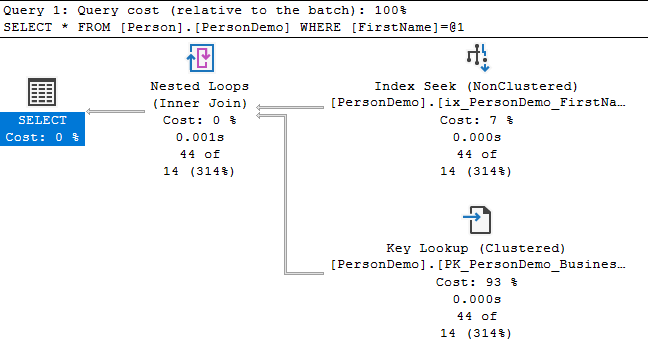 Query 1: Query cost (relative to the batch): 100%
SELECT * FROM [Person].[PersonDemo] WHERE [FirstName]=@1
SELECT
Cost: 0 %
Nested Loops
(Inner Join)
Cost: 0 %
0.001s
44 of
14 (314%)
Index Seek (NonClustered)
[PersonDemo].[ix_PersonDemo_FirstNa…
Cost: 7 %
0.000s
44 of
14 (314%)
Key Lookup (Clustered)
[PersonDemo].[PK_PersonDemo_Busines…
Cost: 93 %
0.000s
44 of
14 (314%)